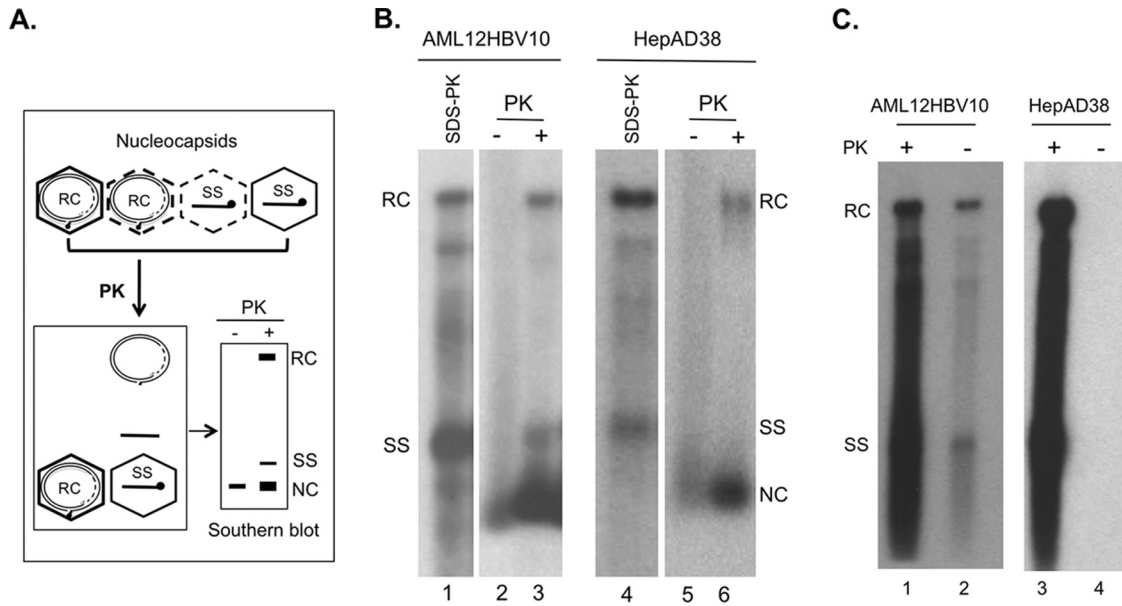 A.
Nucleocapsids
RC RC SS SS
PK
PK
- +
RC
SS
NC
RC SS
Southern blot
B.
AML12HBV10 HepAD38
SDS-PK PK SDS-PK PK
- + - +
RC RC
SS SS
NC
1 2 3 4 5 6
C.
AML12HBV10 HepAD38
PK + - + -
RC
SS
1 2 3 4